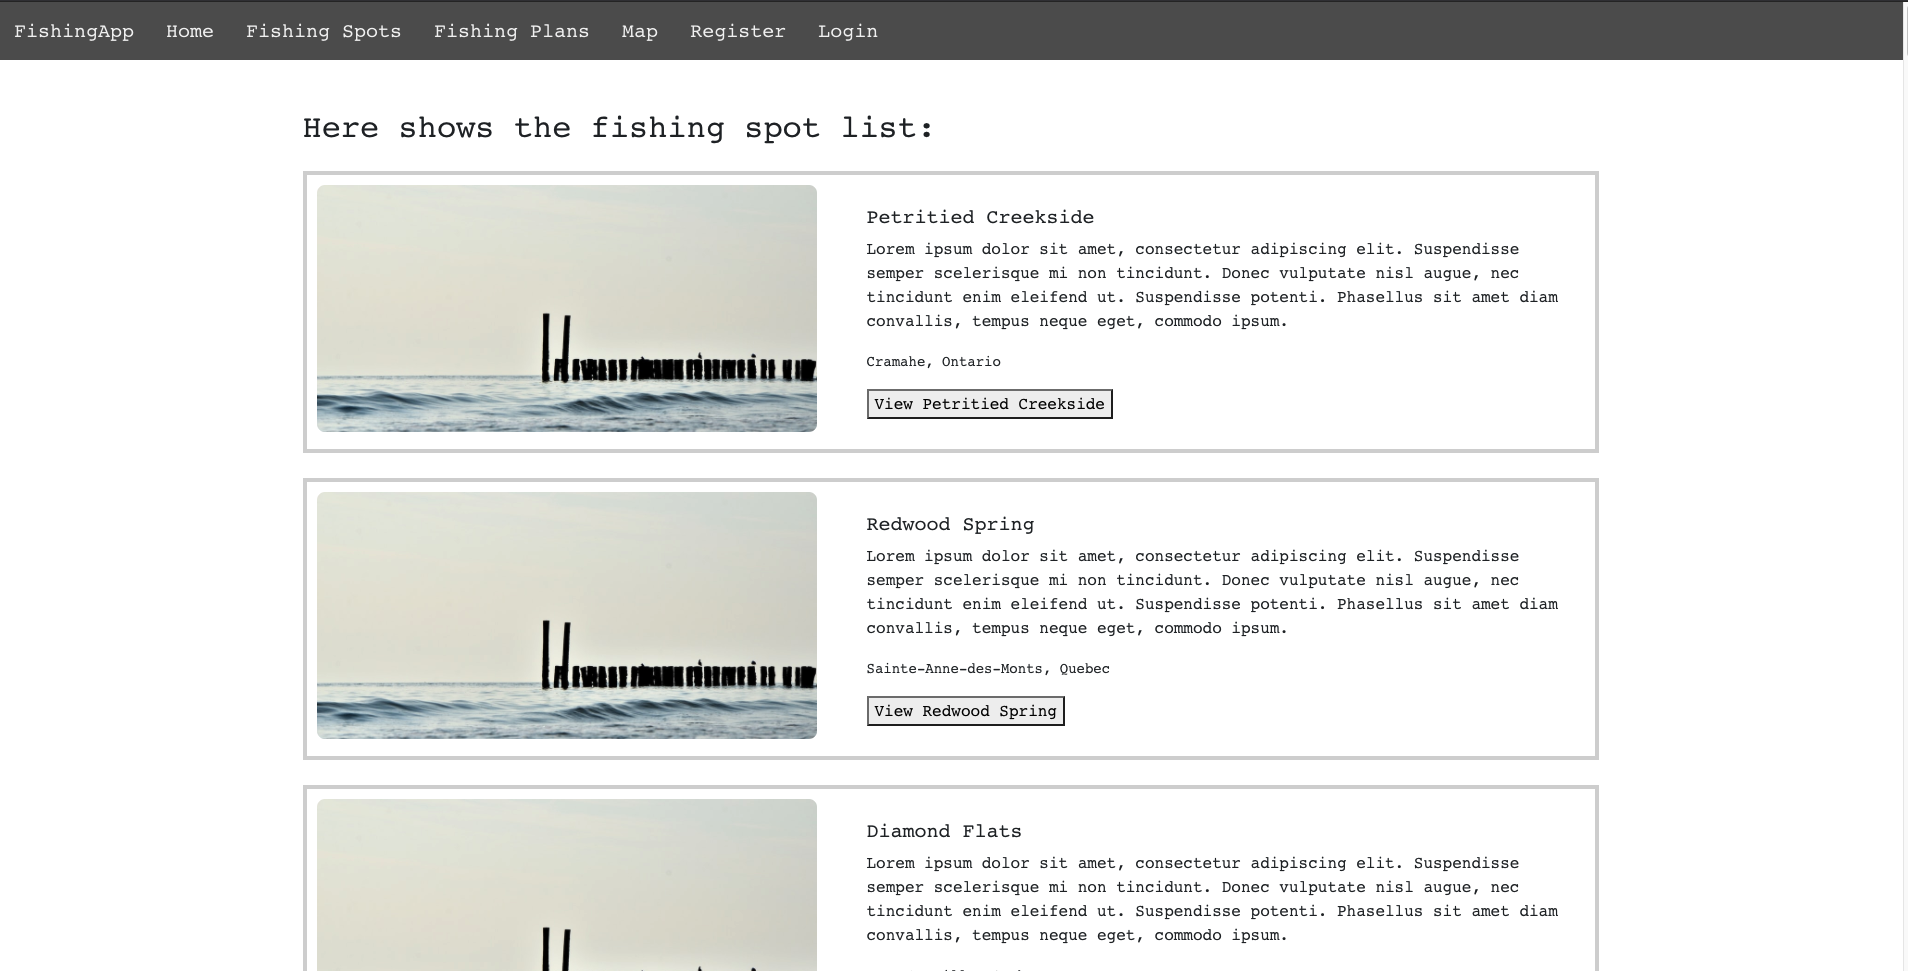 FishingApp Home Fishing Spots Fishing Plans Map Register Login
Here shows the fishing spot list:
Petritied Creekside
Lorem ipsum dolor sit amet, consectetur adipiscing elit. Suspendisse
semper scelerisque mi non tincidunt. Donec vulputate nisl augue, nec
tincidunt enim eleifend ut. Suspendisse potenti. Phasellus sit amet diam
convallis, tempus neque eget, commodo ipsum.
Cramahe, Ontario
View Petritied Creekside
Redwood Spring
Lorem ipsum dolor sit amet, consectetur adipiscing elit. Suspendisse
semper scelerisque mi non tincidunt. Donec vulputate nisl augue, nec
tincidunt enim eleifend ut. Suspendisse potenti. Phasellus sit amet diam
convallis, tempus neque eget, commodo ipsum.
Sainte-Anne-des-Monts, Quebec
View Redwood Spring
Diamond Flats
Lorem ipsum dolor sit amet, consectetur adipiscing elit. Suspendisse
semper scelerisque mi non tincidunt. Donec vulputate nisl augue, nec
tincidunt enim eleifend ut. Suspendisse potenti. Phasellus sit amet diam
convallis, tempus neque eget, commodo ipsum.